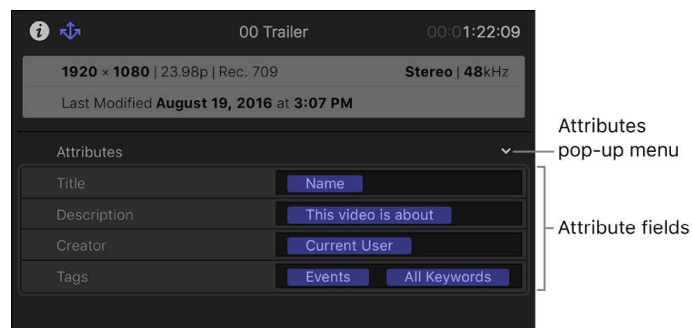 00 Trailer 00:01:22:09
1920 × 1080 | 23.98p | Rec. 709 Stereo | 48kHz
Last Modified August 19, 2016 at 3:07 PM
Attributes
Attributes
pop-up menu
Title Name
Description This video is about
Attribute fields
Creator Current User
Tags Events All Keywords